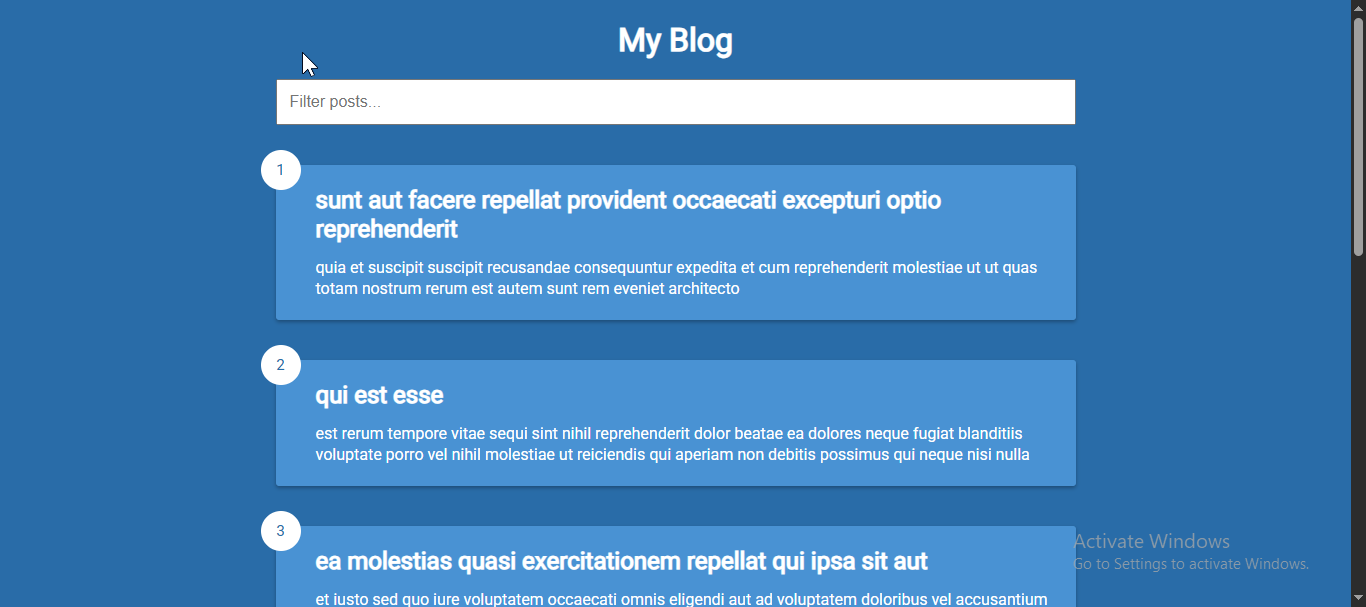 My Blog
Filter posts...
1
sunt aut facere repellat provident occaecati excepturi optio
reprehenderit
quia et suscipit suscipit recusandae consequuntur expedita et cum reprehenderit molestiae ut ut quas
totam nostrum rerum est autem sunt rem eveniet architecto
2
qui est esse
est rerum tempore vitae sequi sint nihil reprehenderit dolor beatae ea dolores neque fugiat blanditiis
voluptate porro vel nihil molestiae ut reiciendis qui aperiam non debitis possimus qui neque nisi nulla
3
ea molestias quasi exercitationem repellat qui ipsa sit aut
et iusto sed quo iure voluptatem occaecati omnis eligendi aut ad voluptatem doloribus vel accusantium
Activate Windows
Go to Settings to activate Windows.